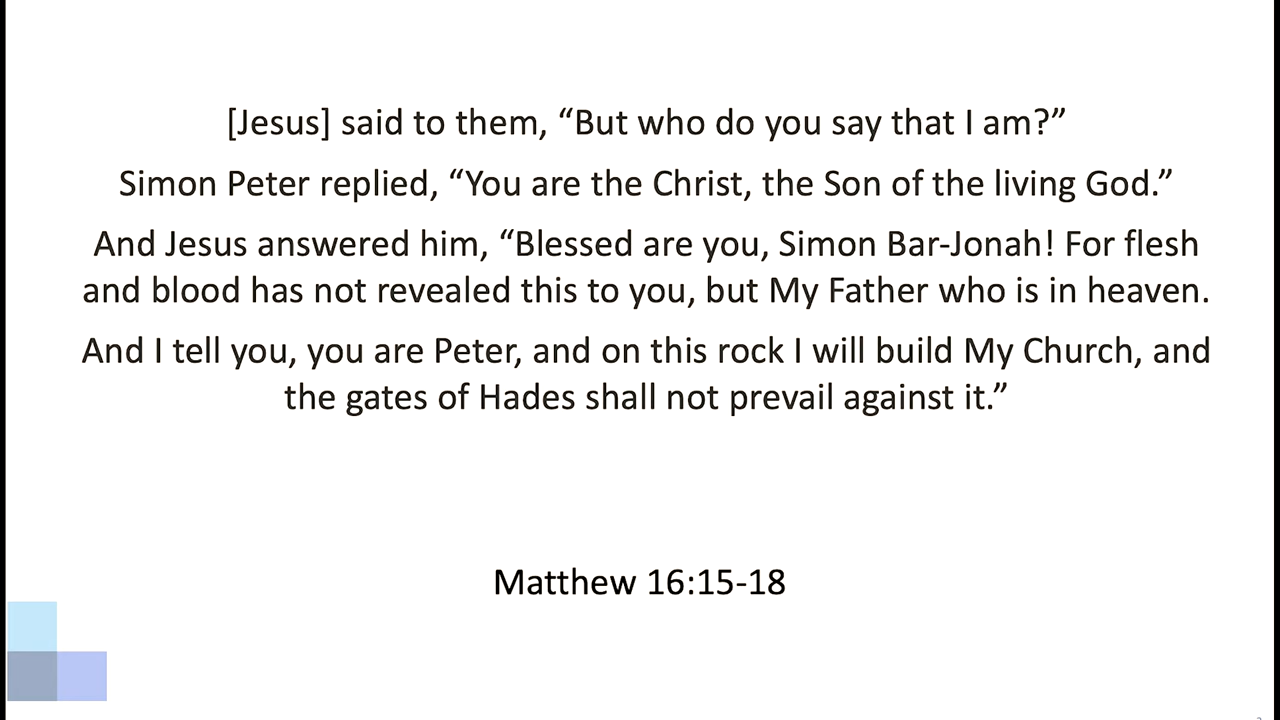 [Jesus] said to them, “But who do you say that I am?”
Simon Peter replied, “You are the Christ, the Son of the living God.”
And Jesus answered him, “Blessed are you, Simon Bar-Jonah! For flesh
and blood has not revealed this to you, but My Father who is in heaven.
And I tell you, you are Peter, and on this rock I will build My Church, and
the gates of Hades shall not prevail against it.”
Matthew 16:15-18